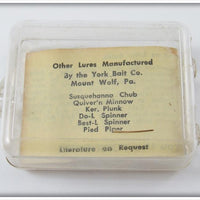 Other Lures Manufactured
By the York Bait Co.
Mount Wolf, Pa.
Susquehanna Chub
Quiver'n Minnow
Ker. Plunk
Do-L Spinner
Best-L Spinner
Pied Piper
Literature on Request